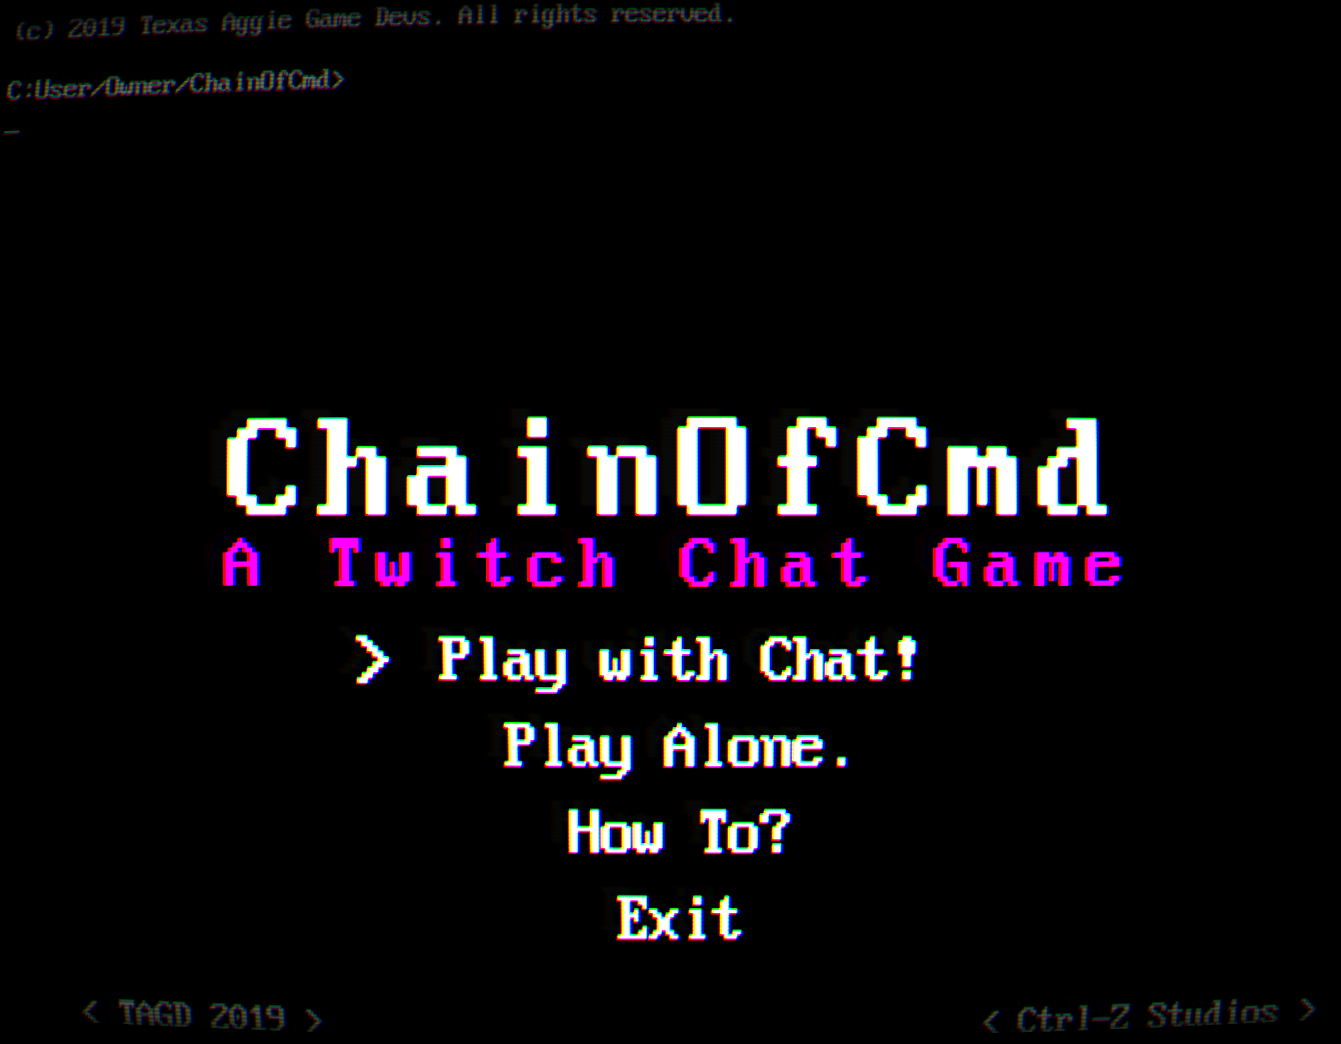 (c) 2019 Texas Aggie Game Devs. All rights reserved.
C:User/Owner/ChainOfCmd>
_
ChainOfCmd
A Twitch Chat Game
> Play with Chat!
Play Alone.
How To?
Exit
< TAGD 2019 >
< Ctrl-Z Studios >